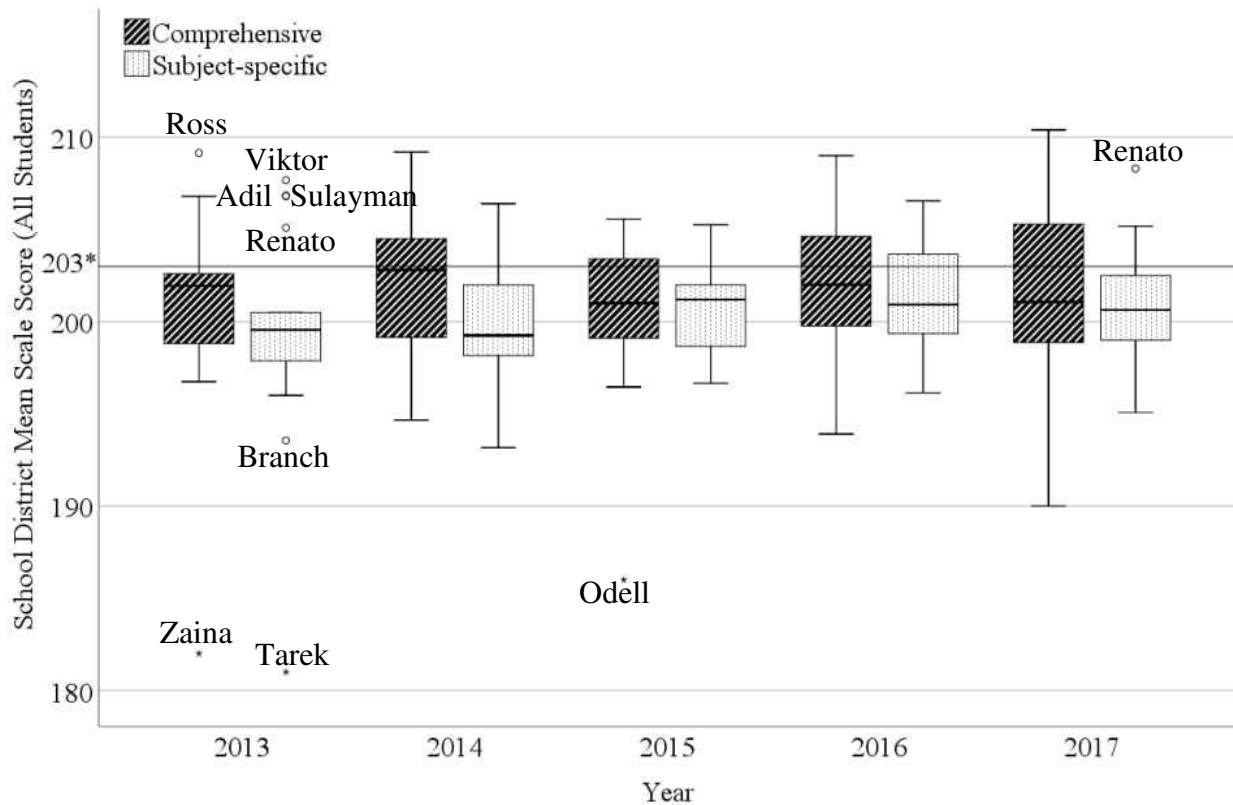 Comprehensive
Subject-specific
School District Mean Scale Score (All Students)
210
203*
200
190
180
Ross
Viktor
Adil Sulayman
Renato
Branch
Zaina
Tarek
Odell
Renato
2013 2014 2015 2016 2017
Year